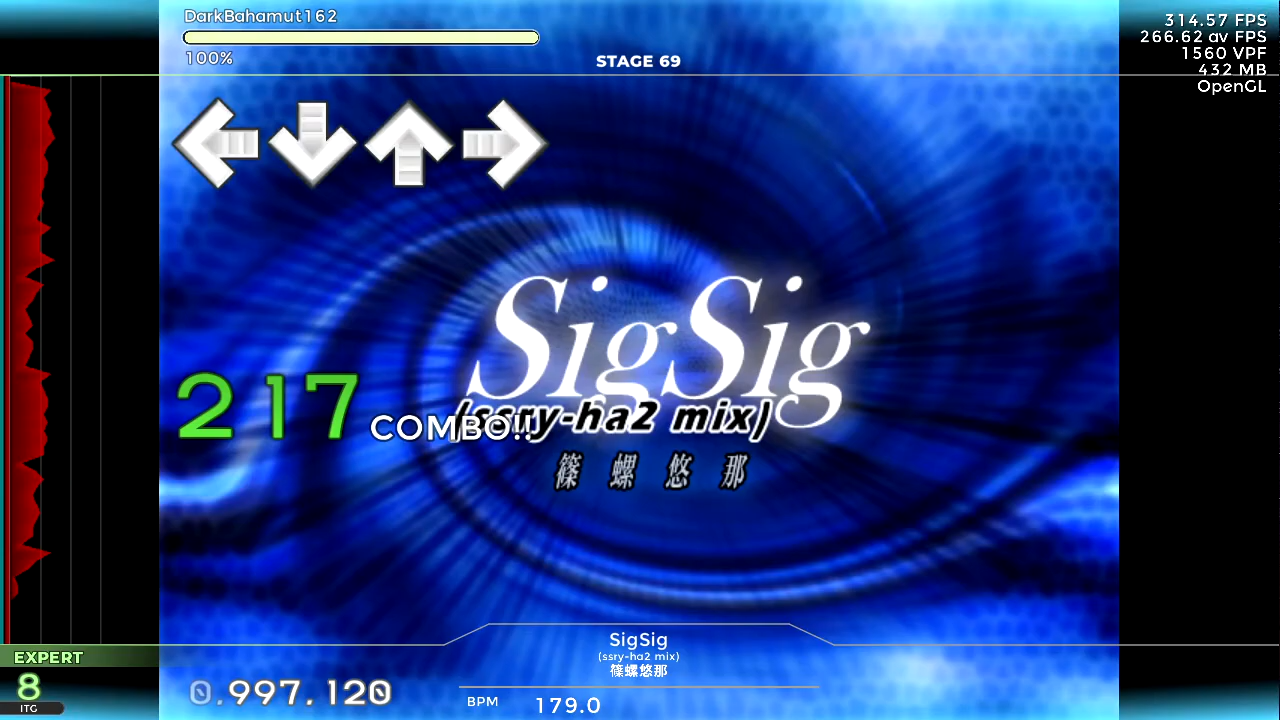 DarkBahamut162
100%
STAGE 69
314.57 FPS
266.62 av FPS
1560 VPF
432 MB
OpenGL
SigSig
(ssry-ha2 mix)
217 COMBO!!
篠螺悠那
SigSig
(ssry-ha2 mix)
篠螺悠那
EXPERT
8
ITG
0,997,120
BPM 179.0